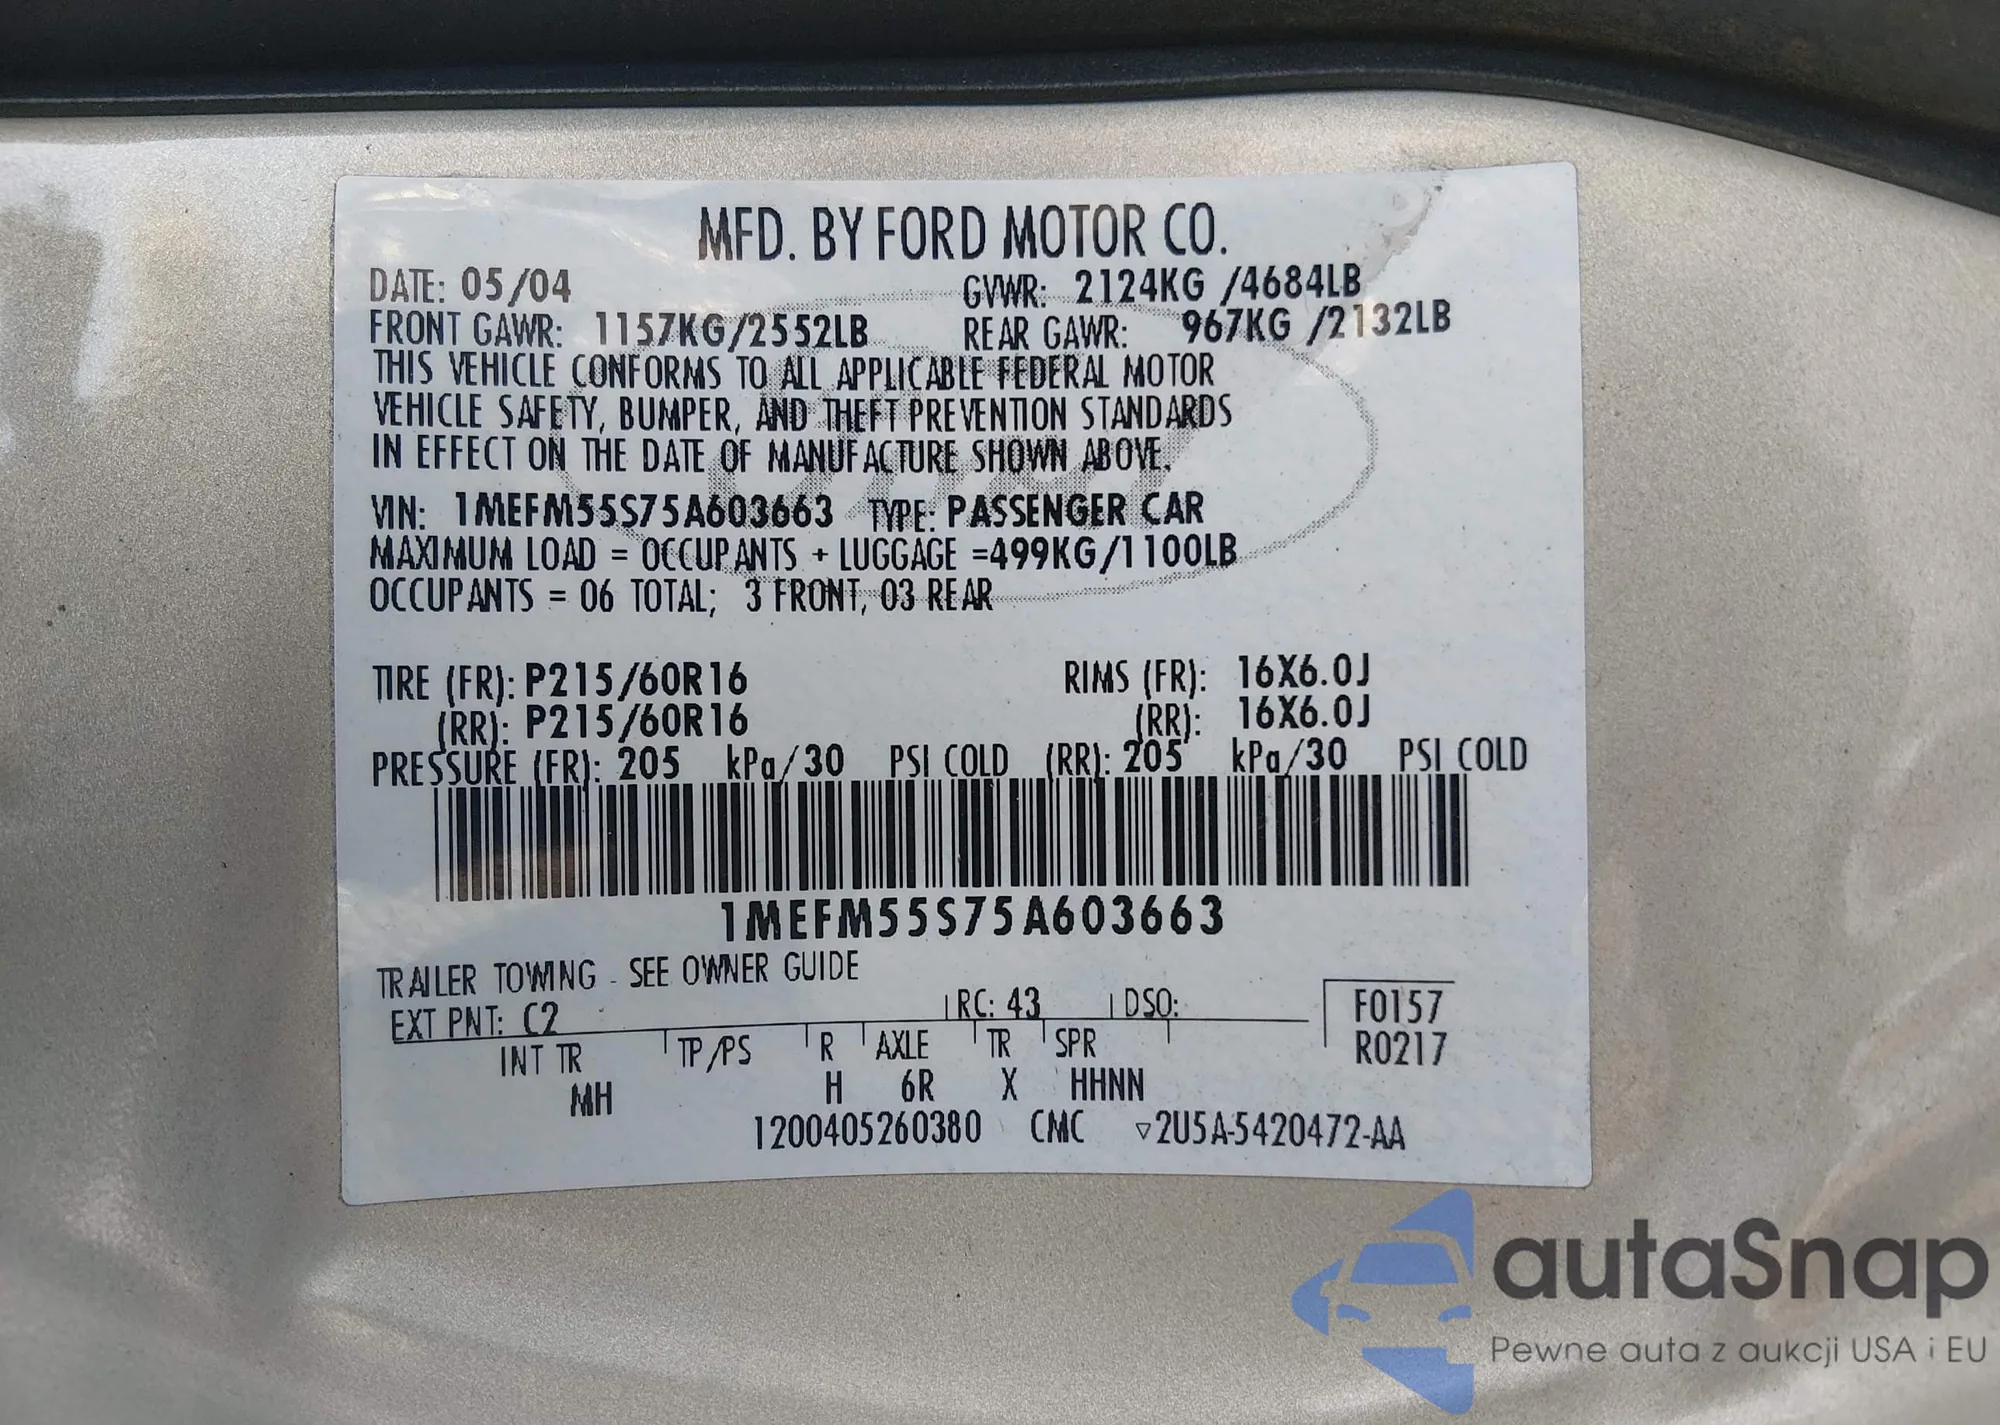 MFD. BY FORD MOTOR CO.
DATE: 05/04 GVWR: 2124KG /4684LB
FRONT GAWR: 1157KG/2552LB REAR GAWR: 967KG /2132LB
THIS VEHICLE CONFORMS TO ALL APPLICABLE FEDERAL MOTOR
VEHICLE SAFETY, BUMPER, AND THEFT PREVENTION STANDARDS
IN EFFECT ON THE DATE OF MANUFACTURE SHOWN ABOVE.
VIN: 1MEFM55S75A603663 TYPE: PASSENGER CAR
MAXIMUM LOAD = OCCUPANTS + LUGGAGE =499KG/1100LB
OCCUPANTS = 06 TOTAL; 3 FRONT, 03 REAR
TIRE (FR): P215/60R16 RIMS (FR): 16X6.0J
(RR): P215/60R16 (RR): 16X6.0J
PRESSURE (FR): 205 kPa/30 PSI COLD (RR): 205 kPa/30 PSI COLD
1MEFM55S75A603663
TRAILER TOWING - SEE OWNER GUIDE
EXT PNT: C2 RC: 43 DSO: F0157
INT TR TP/PS R AXLE TR SPR R0217
MH H 6R X HHNN
1200405260380 CMC ▽2U5A-5420472-AA
autaSnap
Pewne auta z aukcji USA i EU